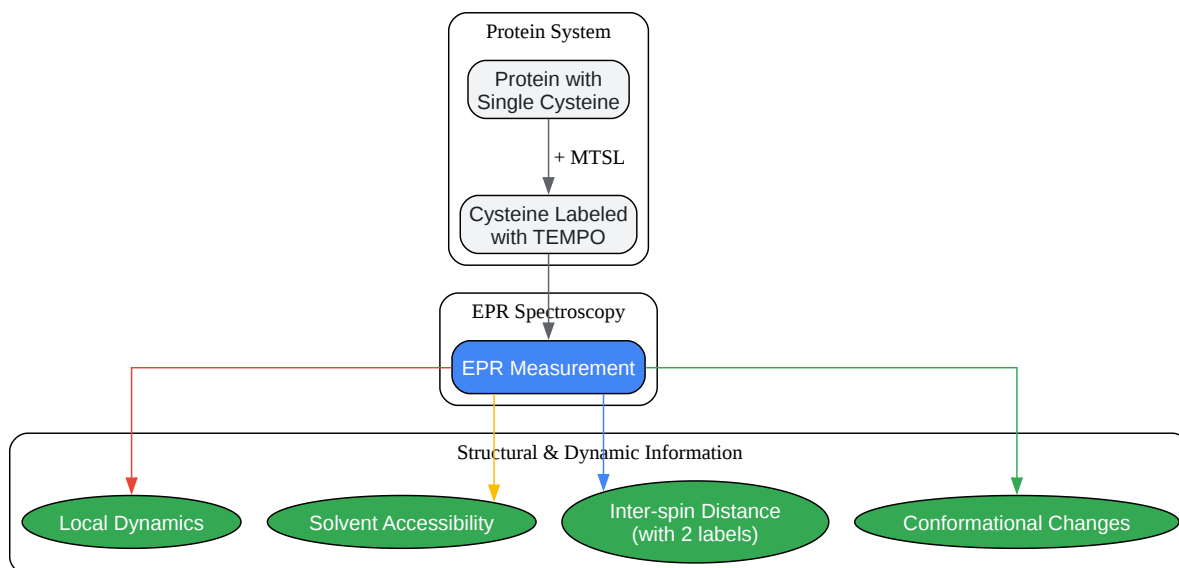 Protein System
Protein with
Single Cysteine
+ MTSL
Cysteine Labeled
with TEMPO
EPR Spectroscopy
EPR Measurement
Structural & Dynamic Information
Local Dynamics
Solvent Accessibility
Inter-spin Distance
(with 2 labels)
Conformational Changes